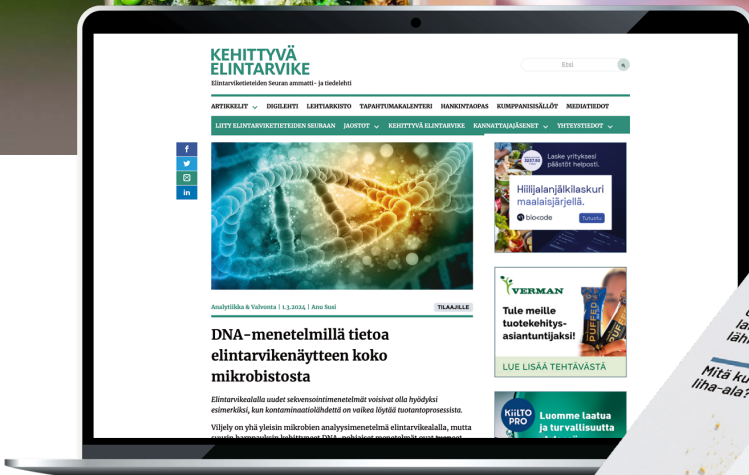 KEHITTYVÄ
ELINTARVIKE
Elintarviketieteiden Seuran ammatti- ja tiedelehti
Etsi
ARTIKKELIT DIGILEHTI LEHTIARKISTO TAPAHTUMAKALENTERI HANKINTAOPAS KUMPPANISISÄLLÖT MEDIATIEDOT
LIITY ELINTARVIKETIETEIDEN SEURAAN JAOSTOT KEHITTYVÄ ELINTARVIKE KANNATTAJAJÄSENET YHTEYSTIEDOT
Laske yrityksesi
päästöt helposti.
Hiilijalanjälkilaskuri
maalaisjärjellä.
biocode
Tutustu
VERMAN
Tule meille
tuotekehitys-
asiantuntijaksi!
PUFFED
LUE LISÄÄ TEHTÄVÄSTÄ
KiiLTO
PRO
Luomme laatua
ja turvallisuutta
Analytiikka & Valvonta | 1.3.2024 | Anu Susi
TILAAJILLE
DNA-menetelmillä tietoa
elintarvikenäytteen koko
mikrobistosta
Elintarvikealalla uudet sekvensointimenetelmät voisivat olla hyödyksi
esimerkiksi, kun kontaminaatiolähdettä on vaikea löytää tuotantoprosessista.
Viljely on yhä yleisin mikrobien analyysimenetelmä elintarvikealalla, mutta
Mitä ku
liha-ala?